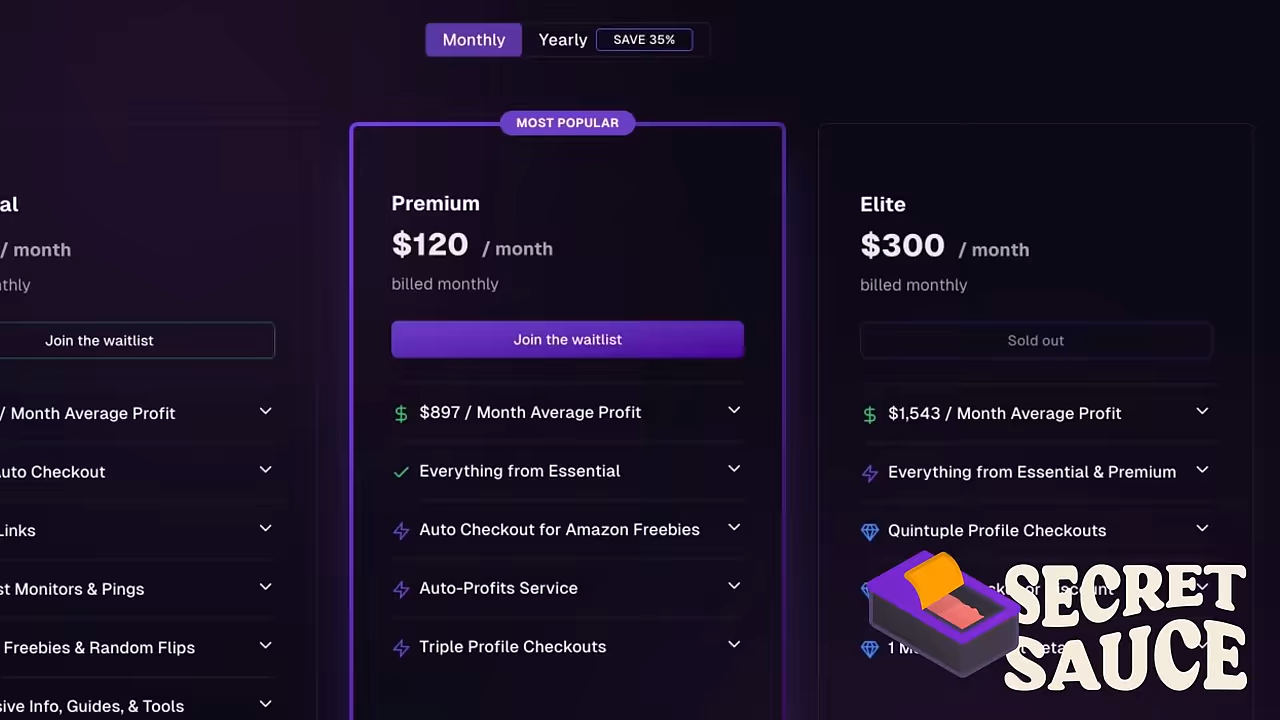 Monthly
Yearly
SAVE 35%
al
/ month
thly
Join the waitlist
/ Month Average Profit
uto Checkout
Links
st Monitors & Pings
Freebies & Random Flips
sive Info, Guides, & Tools
MOST POPULAR
Premium
$120 / month
billed monthly
Join the waitlist
$897 / Month Average Profit
Everything from Essential
Auto Checkout for Amazon Freebies
Auto-Profits Service
Triple Profile Checkouts
Elite
$300 / month
billed monthly
Sold out
$1,543 / Month Average Profit
Everything from Essential & Premium
Quintuple Profile Checkouts
1
SECRET
SAUCE